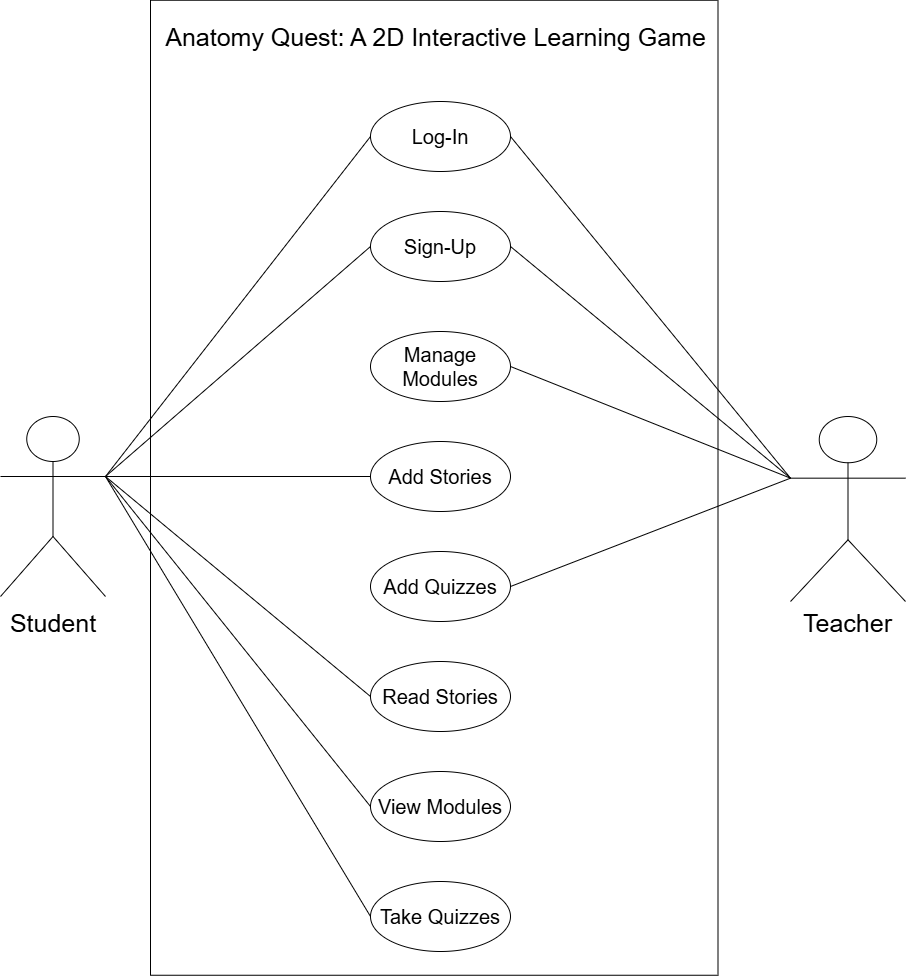 Anatomy Quest: A 2D Interactive Learning Game
Log-In
Sign-Up
Manage
Modules
Add Stories
Add Quizzes
Student
Teacher
Read Stories
View Modules
Take Quizzes